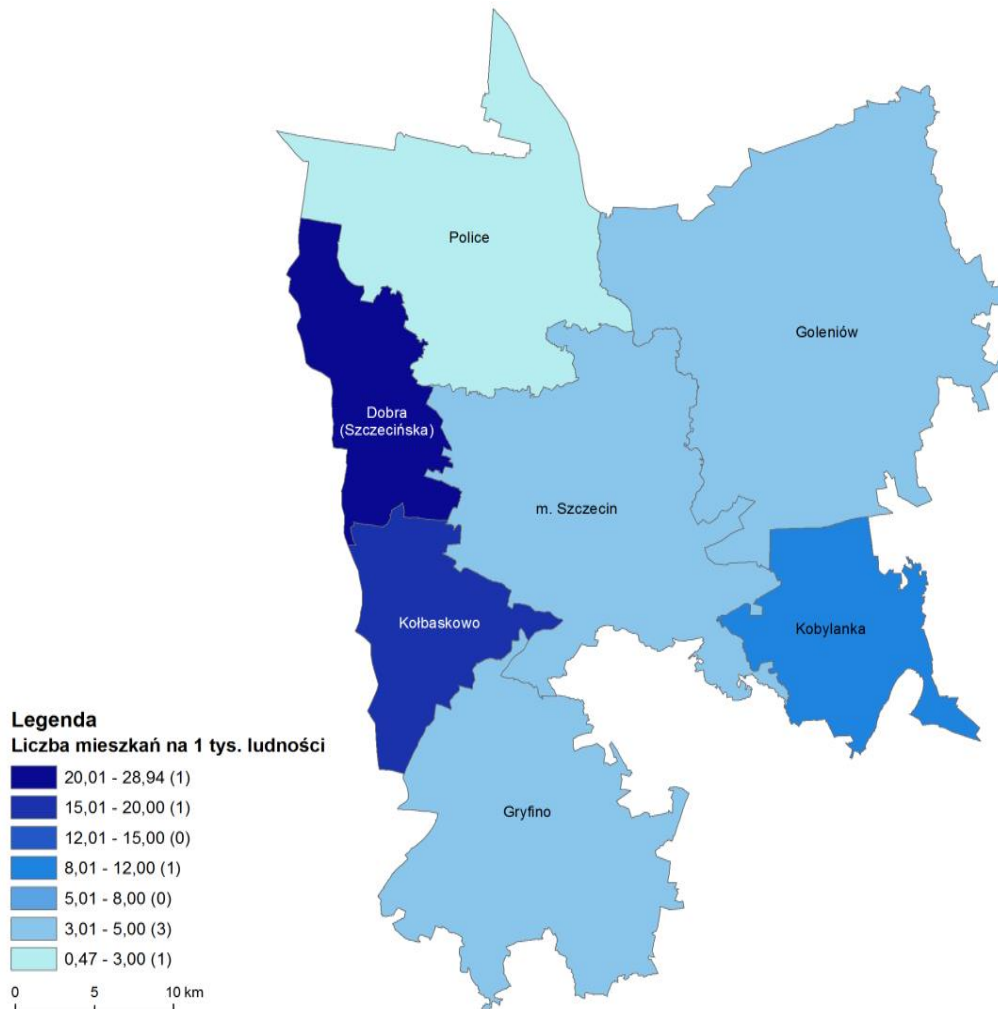 Police
Goleniów
Dobra
(Szczecińska)
m. Szczecin
Kołbaskowo
Kobylanka
Gryfino
Legenda
Liczba mieszkań na 1 tys. ludności
20,01 - 28,94 (1)
15,01 - 20,00 (1)
12,01 - 15,00 (0)
8,01 - 12,00 (1)
5,01 - 8,00 (0)
3,01 - 5,00 (3)
0,47 - 3,00 (1)
0 5 10 km